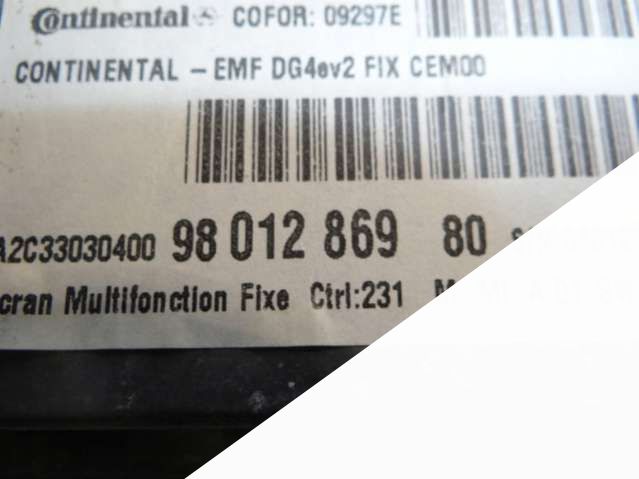 Continental COFOR: 09297E
CONTINENTAL - EMF DG4ev2 FIX CEM00
A2C33030400 98 012 869 80
cran Multifonction Fixe Ctrl:231